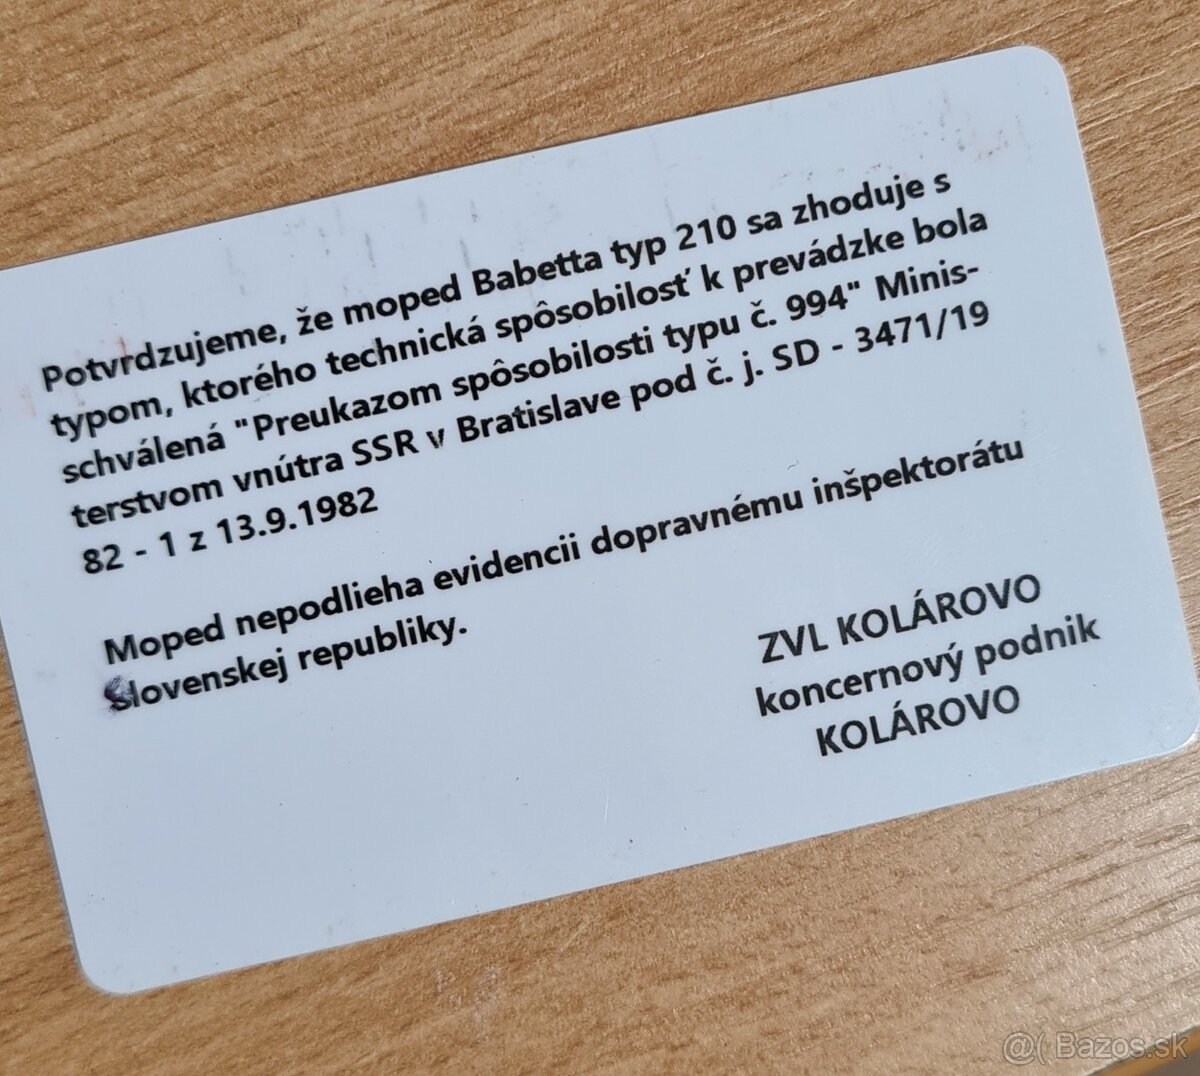 Potvrdzujeme, že moped Babetta typ 210 sa zhoduje s
typom, ktorého technická spôsobilosť k prevádzke bola
schválená "Preukazom spôsobilosti typu č. 994" Minis-
terstvom vnútra SSR v Bratislave pod č. j. SD - 3471/19
82 - 1 z 13.9.1982
Moped nepodlieha evidencii dopravnému inšpektorátu
Slovenskej republiky.
ZVL KOLÁROVO
koncernový podnik
KOLÁROVO
@( Bazos.sk